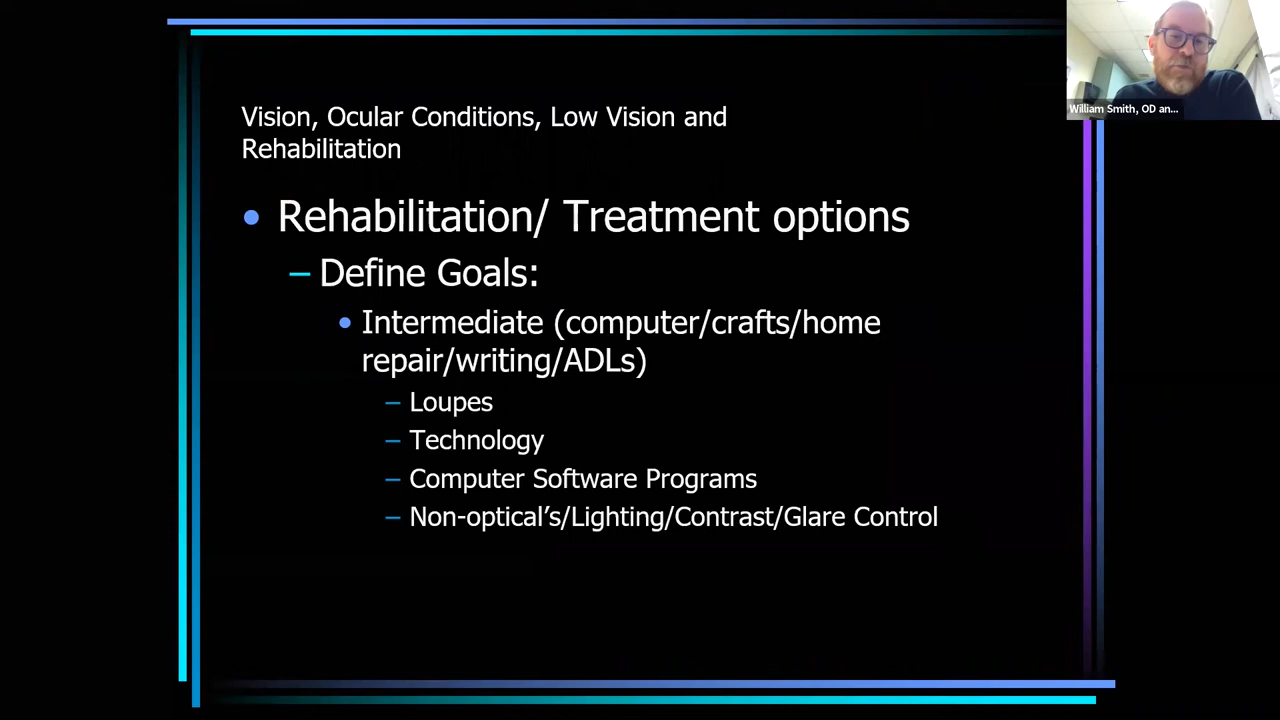 Vision, Ocular Conditions, Low Vision and
Rehabilitation
• Rehabilitation/ Treatment options
– Define Goals:
• Intermediate (computer/crafts/home
repair/writing/ADLs)
– Loupes
– Technology
– Computer Software Programs
– Non-optical’s/Lighting/Contrast/Glare Control
William Smith, OD an...